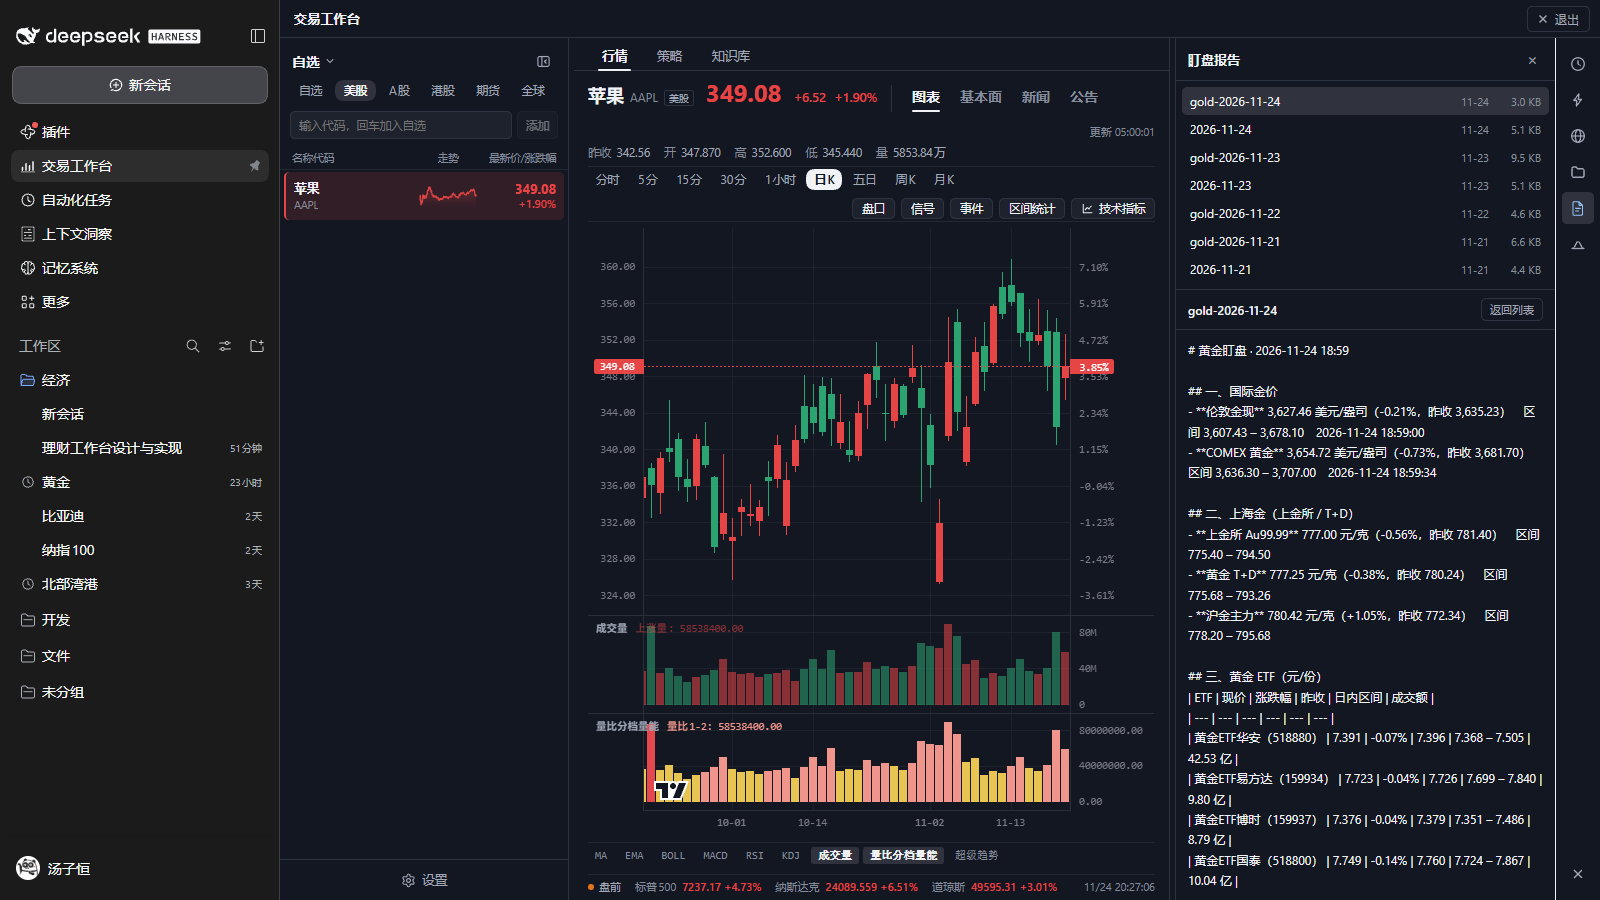 deepseek HARNESS
新会话
插件
交易工作台
自动化任务
上下文洞察
记忆系统
更多
工作区
经济
新会话
理财工作台设计与实现 51分钟
黄金 23小时
比亚迪 2天
纳指100 2天
北部湾港 3天
开发
文件
未分组
汤子恒
交易工作台
退出
自选
自选 美股 A股 港股 期货 全球
输入代码，回车加入自选 添加
名称代码 走势 最新价/涨跌幅
苹果 349.08
AAPL +1.90%
设置
行情 策略 知识库
苹果 AAPL 美股 349.08 +6.52 +1.90% 图表 基本面 新闻 公告
更新 05:00:01
昨收 342.56 开 347.870 高 352.600 低 345.440 量 5853.84万
分时 5分 15分 30分 1小时 日K 五日 周K 月K
盘口 信号 事件 区间统计 技术指标
360.00 7.10%
356.00 5.91%
352.00 4.72%
349.08 3.85%
348.00 3.53%
344.00 2.34%
340.00 1.15%
336.00 -0.04%
332.00 -1.23%
328.00 -2.42%
324.00 -3.61%
成交量 上涨量: 58538400.00 80M
40M
0
量比分档量能 量比1-2: 58538400.00 80000000.00
40000000.00
0.00
10-01 10-14 11-02 11-13
MA EMA BOLL MACD RSI KDJ 成交量 量比分档量能 超级趋势
盘前 标普500 7237.17 +4.73% 纳斯达克 24089.559 +6.51% 道琼斯 49595.31 +3.01% 11/24 20:27:06
盯盘报告
gold-2026-11-24 11-24 3.0 KB
2026-11-24 11-24 5.1 KB
gold-2026-11-23 11-23 9.5 KB
2026-11-23 11-23 5.1 KB
gold-2026-11-22 11-22 4.6 KB
gold-2026-11-21 11-21 6.6 KB
2026-11-21 11-21 4.4 KB
gold-2026-11-24 返回列表
# 黄金盯盘 · 2026-11-24 18:59
## 一、国际金价
- **伦敦金现** 3,627.46 美元/盎司（-0.21%，昨收 3,635.23） 区
间 3,607.43 – 3,678.10 2026-11-24 18:59:00
- **COMEX 黄金** 3,654.72 美元/盎司（-0.73%，昨收 3,681.70）
区间 3,636.30 – 3,707.00 2026-11-24 18:59:34
## 二、上海金（上金所 / T+D）
- **上金所 Au99.99** 777.00 元/克（-0.56%，昨收 781.40） 区间
775.40 – 794.50
- **黄金 T+D** 777.25 元/克（-0.38%，昨收 780.24） 区间
775.68 – 793.26
- **沪金主力** 780.42 元/克（+1.05%，昨收 772.34） 区间
778.20 – 795.68
## 三、黄金 ETF（元/份）
| ETF | 现价 | 涨跌幅 | 昨收 | 日内区间 | 成交额 |
| --- | --- | --- | --- | --- | --- |
| 黄金ETF华安（518880） | 7.391 | -0.07% | 7.396 | 7.368 – 7.505 |
42.53 亿 |
| 黄金ETF易方达（159934） | 7.723 | -0.04% | 7.726 | 7.699 – 7.840 |
9.80 亿 |
| 黄金ETF博时（159937） | 7.376 | -0.04% | 7.379 | 7.351 – 7.486 |
8.79 亿 |
| 黄金ETF国泰（518800） | 7.749 | -0.14% | 7.760 | 7.724 – 7.867 |
10.04 亿 |